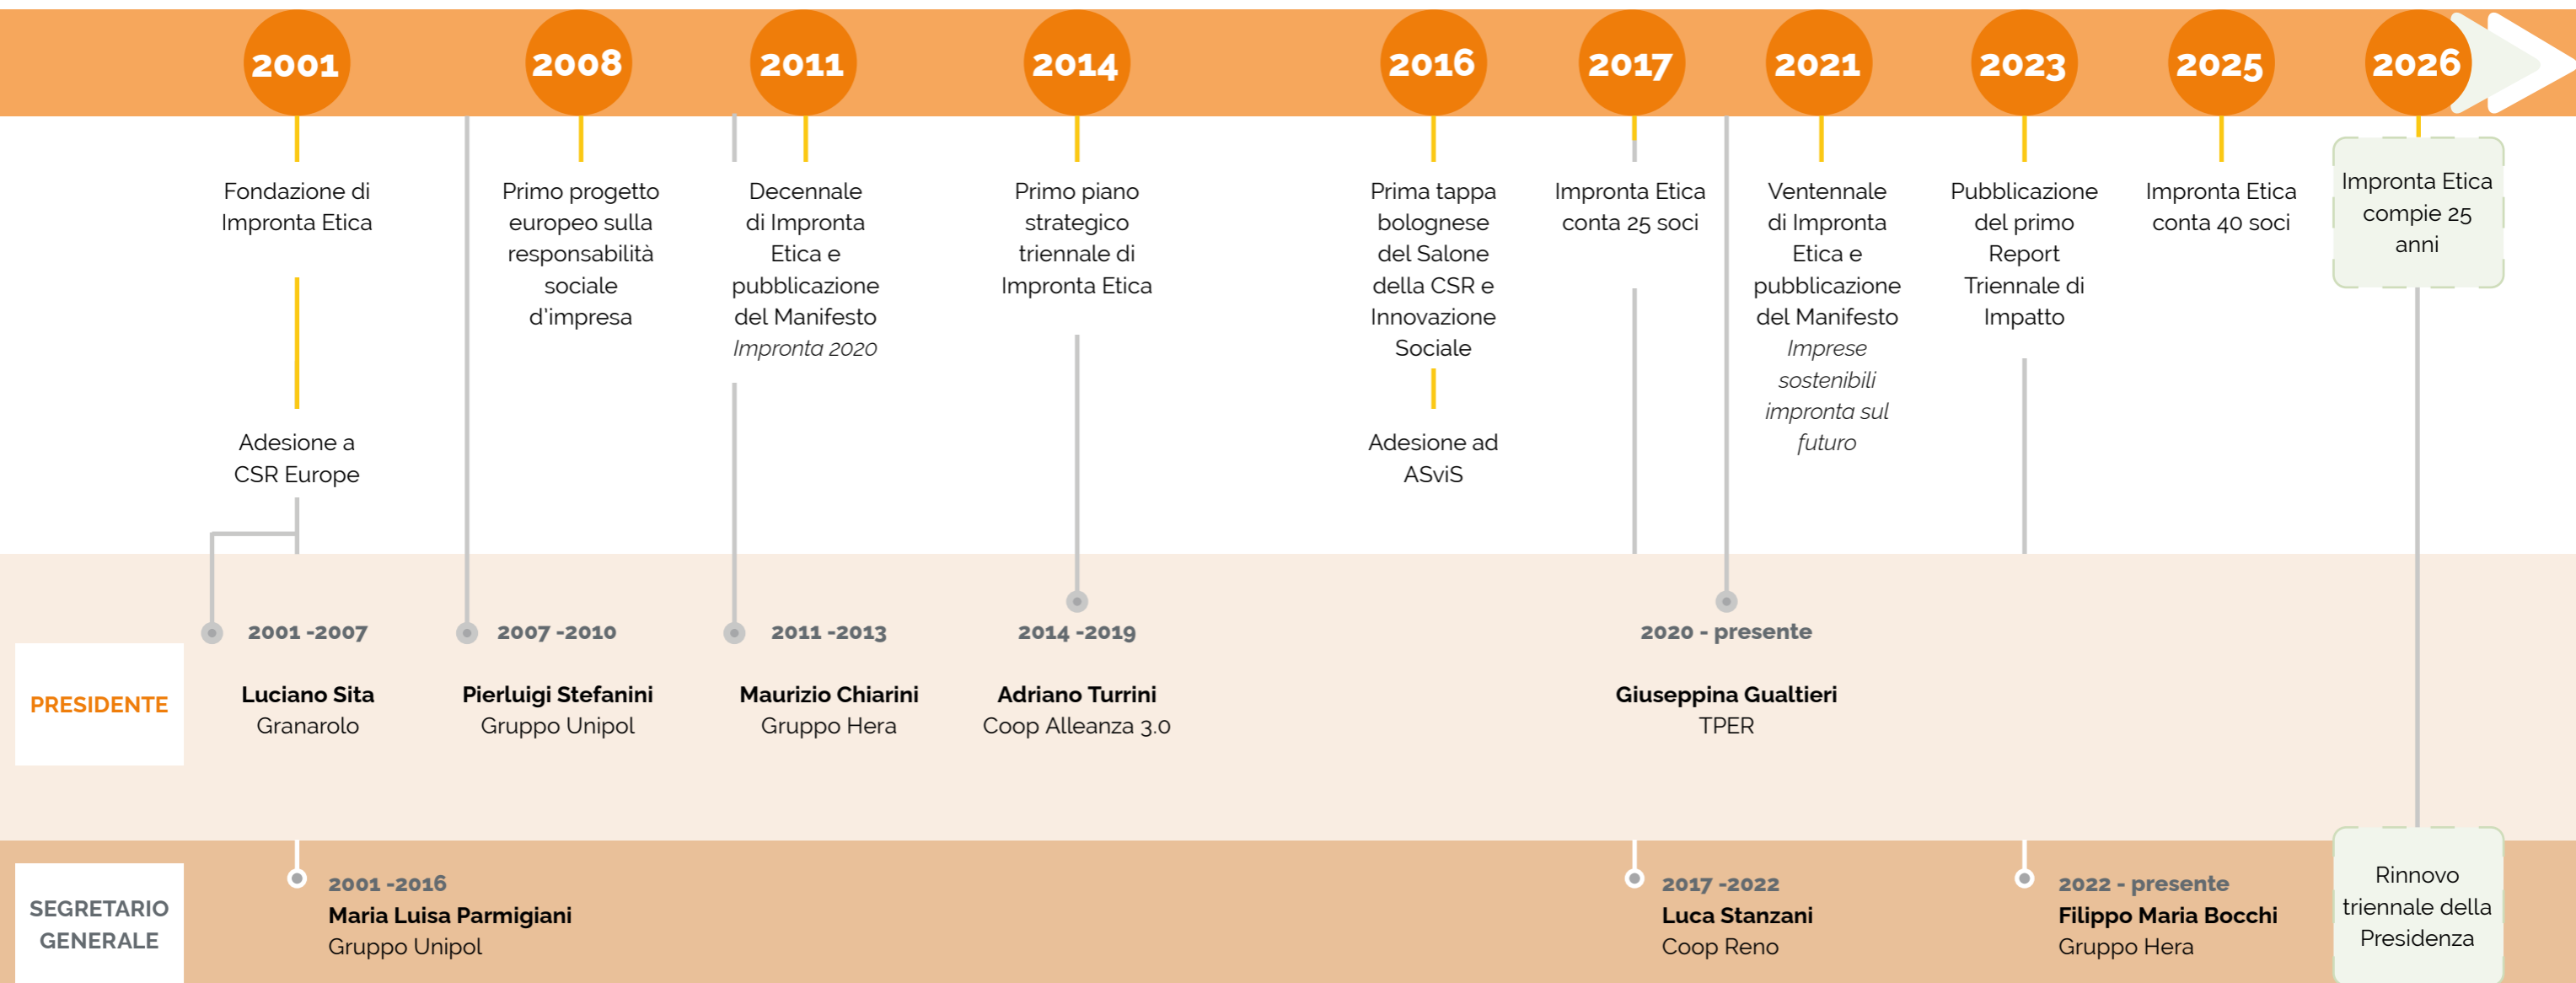 2001
2008
2011
2014
2016
2017
2021
2023
2025
2026
Fondazione di
Impronta Etica
Adesione a
CSR Europe
Primo progetto
europeo sulla
responsabilità
sociale
d'impresa
Decennale
di Impronta
Etica e
pubblicazione
del Manifesto
Impronta 2020
Primo piano
strategico
triennale di
Impronta Etica
Prima tappa
bolognese
del Salone
della CSR e
Innovazione
Sociale
Adesione ad
ASviS
Impronta Etica
conta 25 soci
Ventennale
di Impronta
Etica e
pubblicazione
del Manifesto
Imprese
sostenibili
impronta sul
futuro
Pubblicazione
del primo
Report
Triennale di
Impatto
Impronta Etica
conta 40 soci
Impronta Etica
compie 25
anni
PRESIDENTE
2001 -2007
Luciano Sita
Granarolo
2007 -2010
Pierluigi Stefanini
Gruppo Unipol
2011 -2013
Maurizio Chiarini
Gruppo Hera
2014 -2019
Adriano Turrini
Coop Alleanza 3.0
2020 - presente
Giuseppina Gualtieri
TPER
SEGRETARIO
GENERALE
2001 -2016
Maria Luisa Parmigiani
Gruppo Unipol
2017 -2022
Luca Stanzani
Coop Reno
2022 - presente
Filippo Maria Bocchi
Gruppo Hera
Rinnovo
triennale della
Presidenza